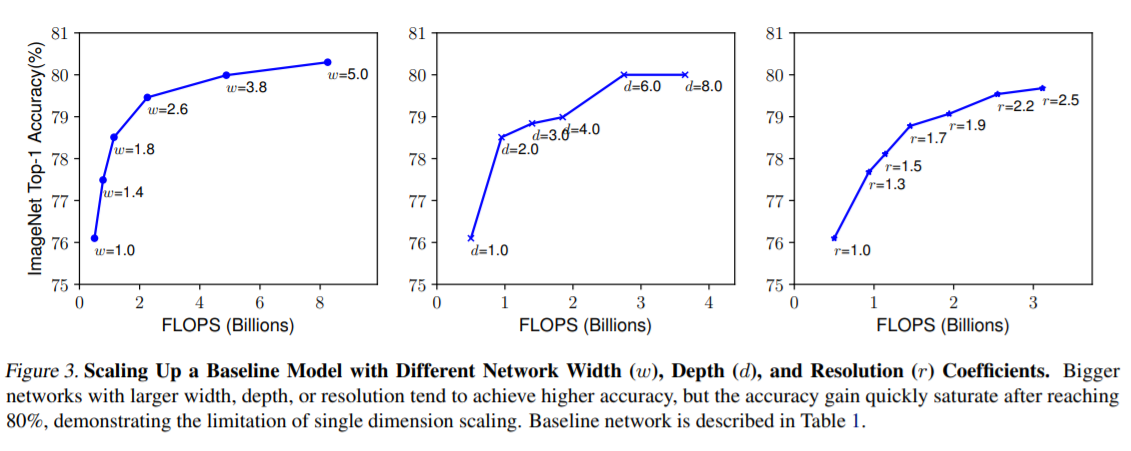 ImageNet Top-1 Accuracy(%)
81
80
79
78
77
76
75
w=1.0
w=1.4
w=1.8
w=2.6
w=3.8
w=5.0
0 2 4 6 8
FLOPS (Billions)
81
80
79
78
77
76
75
d=1.0
d=2.0
d=3.0
d=4.0
d=6.0
d=8.0
0 1 2 3 4
FLOPS (Billions)
81
80
79
78
77
76
75
r=1.0
r=1.3
r=1.5
r=1.7
r=1.9
r=2.2
r=2.5
0 1 2 3
FLOPS (Billions)
Figure 3. Scaling Up a Baseline Model with Different Network Width (w), Depth (d), and Resolution (r) Coefficients. Bigger
networks with larger width, depth, or resolution tend to achieve higher accuracy, but the accuracy gain quickly saturate after reaching
80%, demonstrating the limitation of single dimension scaling. Baseline network is described in Table 1.